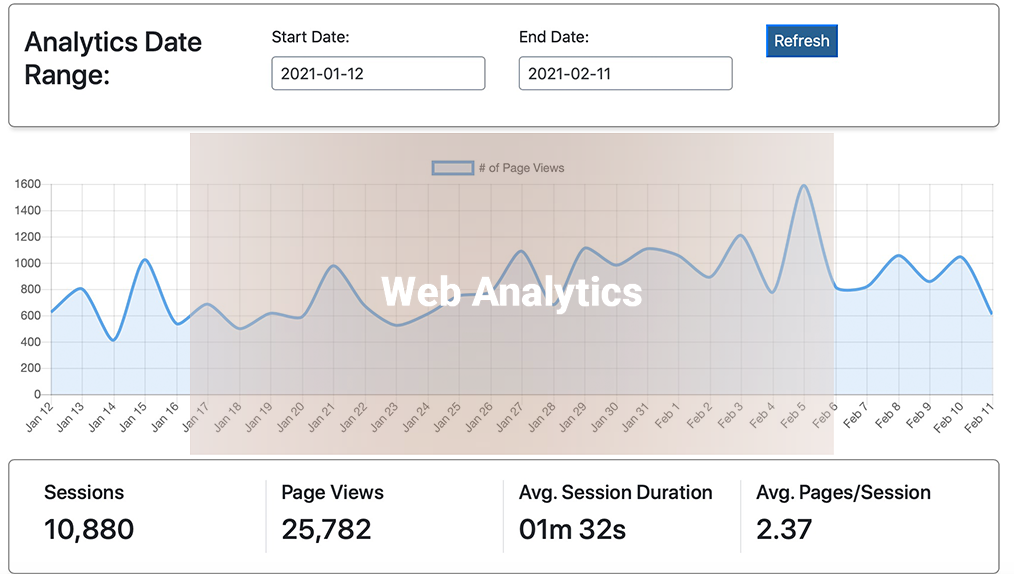 Analytics Date
Range:
Start Date:
End Date:
Refresh
2021-01-12
2021-02-11
# of Page Views
1600
1400
1200
1000
800
600
400
200
0
Web Analytics
Jan 12
Jan 13
Jan 14
Jan 15
Jan 16
Jan 17
Jan 18
Jan 19
Jan 20
Jan 21
Jan 22
Jan 23
Jan 24
Jan 25
Jan 26
Jan 27
Jan 28
Jan 29
Jan 30
Jan 31
Feb 1
Feb 2
Feb 3
Feb 4
Feb 5
Feb 6
Feb 7
Feb 8
Feb 9
Feb 10
Feb 11
Sessions
10,880
Page Views
25,782
Avg. Session Duration
01m 32s
Avg. Pages/Session
2.37